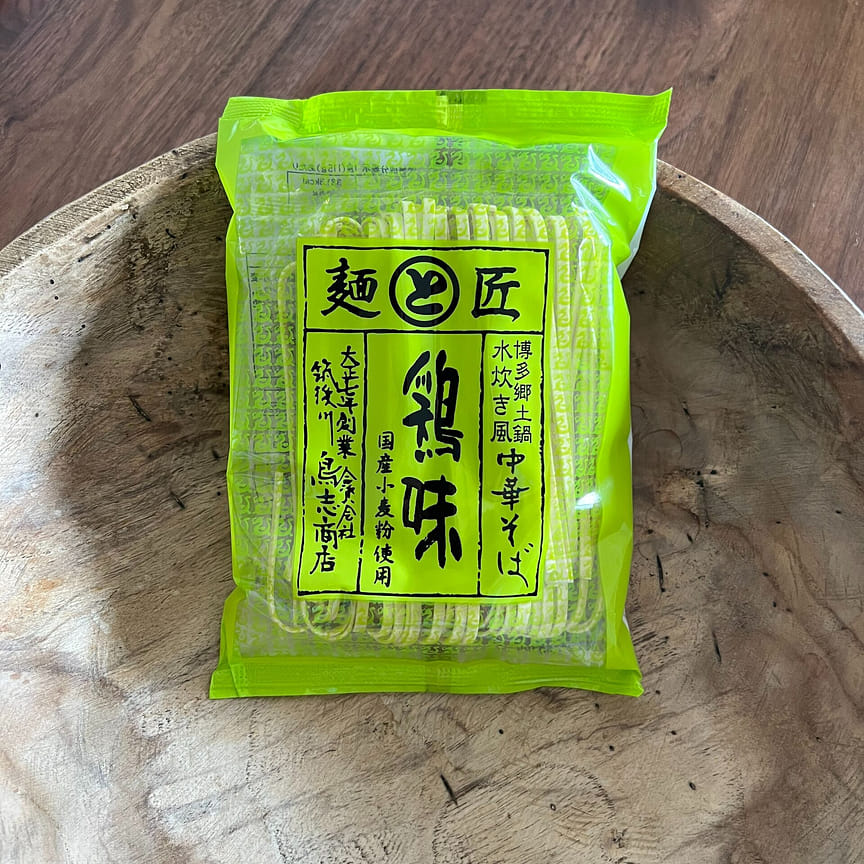 麺と匠
博多郷土鍋
水炊き風
中華そば
鶏味
国産小麦粉使用
大正七年創業 合資会社
筑後川 鳥志商店